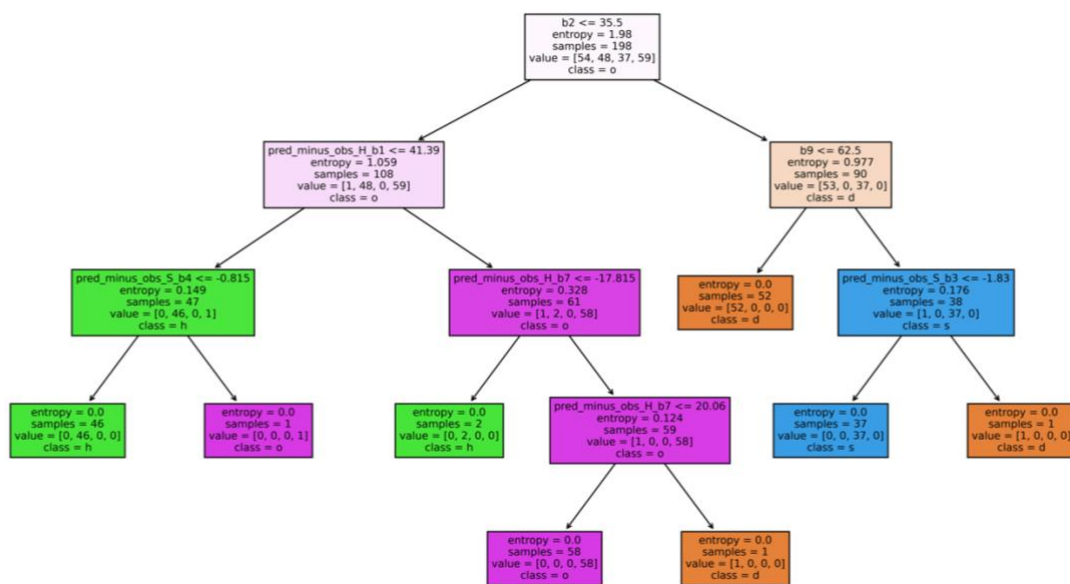 b2 <= 35.5
entropy = 1.98
samples = 198
value = [54, 48, 37, 59]
class = o
pred_minus_obs_H_b1 <= 41.39
entropy = 1.059
samples = 108
value = [1, 48, 0, 59]
class = o
b9 <= 62.5
entropy = 0.977
samples = 90
value = [53, 0, 37, 0]
class = d
pred_minus_obs_S_b4 <= -0.815
entropy = 0.149
samples = 47
value = [0, 46, 0, 1]
class = h
pred_minus_obs_H_b7 <= -17.815
entropy = 0.328
samples = 61
value = [1, 2, 0, 58]
class = o
entropy = 0.0
samples = 52
value = [52, 0, 0, 0]
class = d
pred_minus_obs_S_b3 <= -1.83
entropy = 0.176
samples = 38
value = [1, 0, 37, 0]
class = s
entropy = 0.0
samples = 46
value = [0, 46, 0, 0]
class = h
entropy = 0.0
samples = 1
value = [0, 0, 0, 1]
class = o
entropy = 0.0
samples = 2
value = [0, 2, 0, 0]
class = h
pred_minus_obs_H_b7 <= 20.06
entropy = 0.124
samples = 59
value = [1, 0, 0, 58]
class = o
entropy = 0.0
samples = 37
value = [0, 0, 37, 0]
class = s
entropy = 0.0
samples = 1
value = [1, 0, 0, 0]
class = d
entropy = 0.0
samples = 58
value = [0, 0, 0, 58]
class = o
entropy = 0.0
samples = 1
value = [1, 0, 0, 0]
class = d